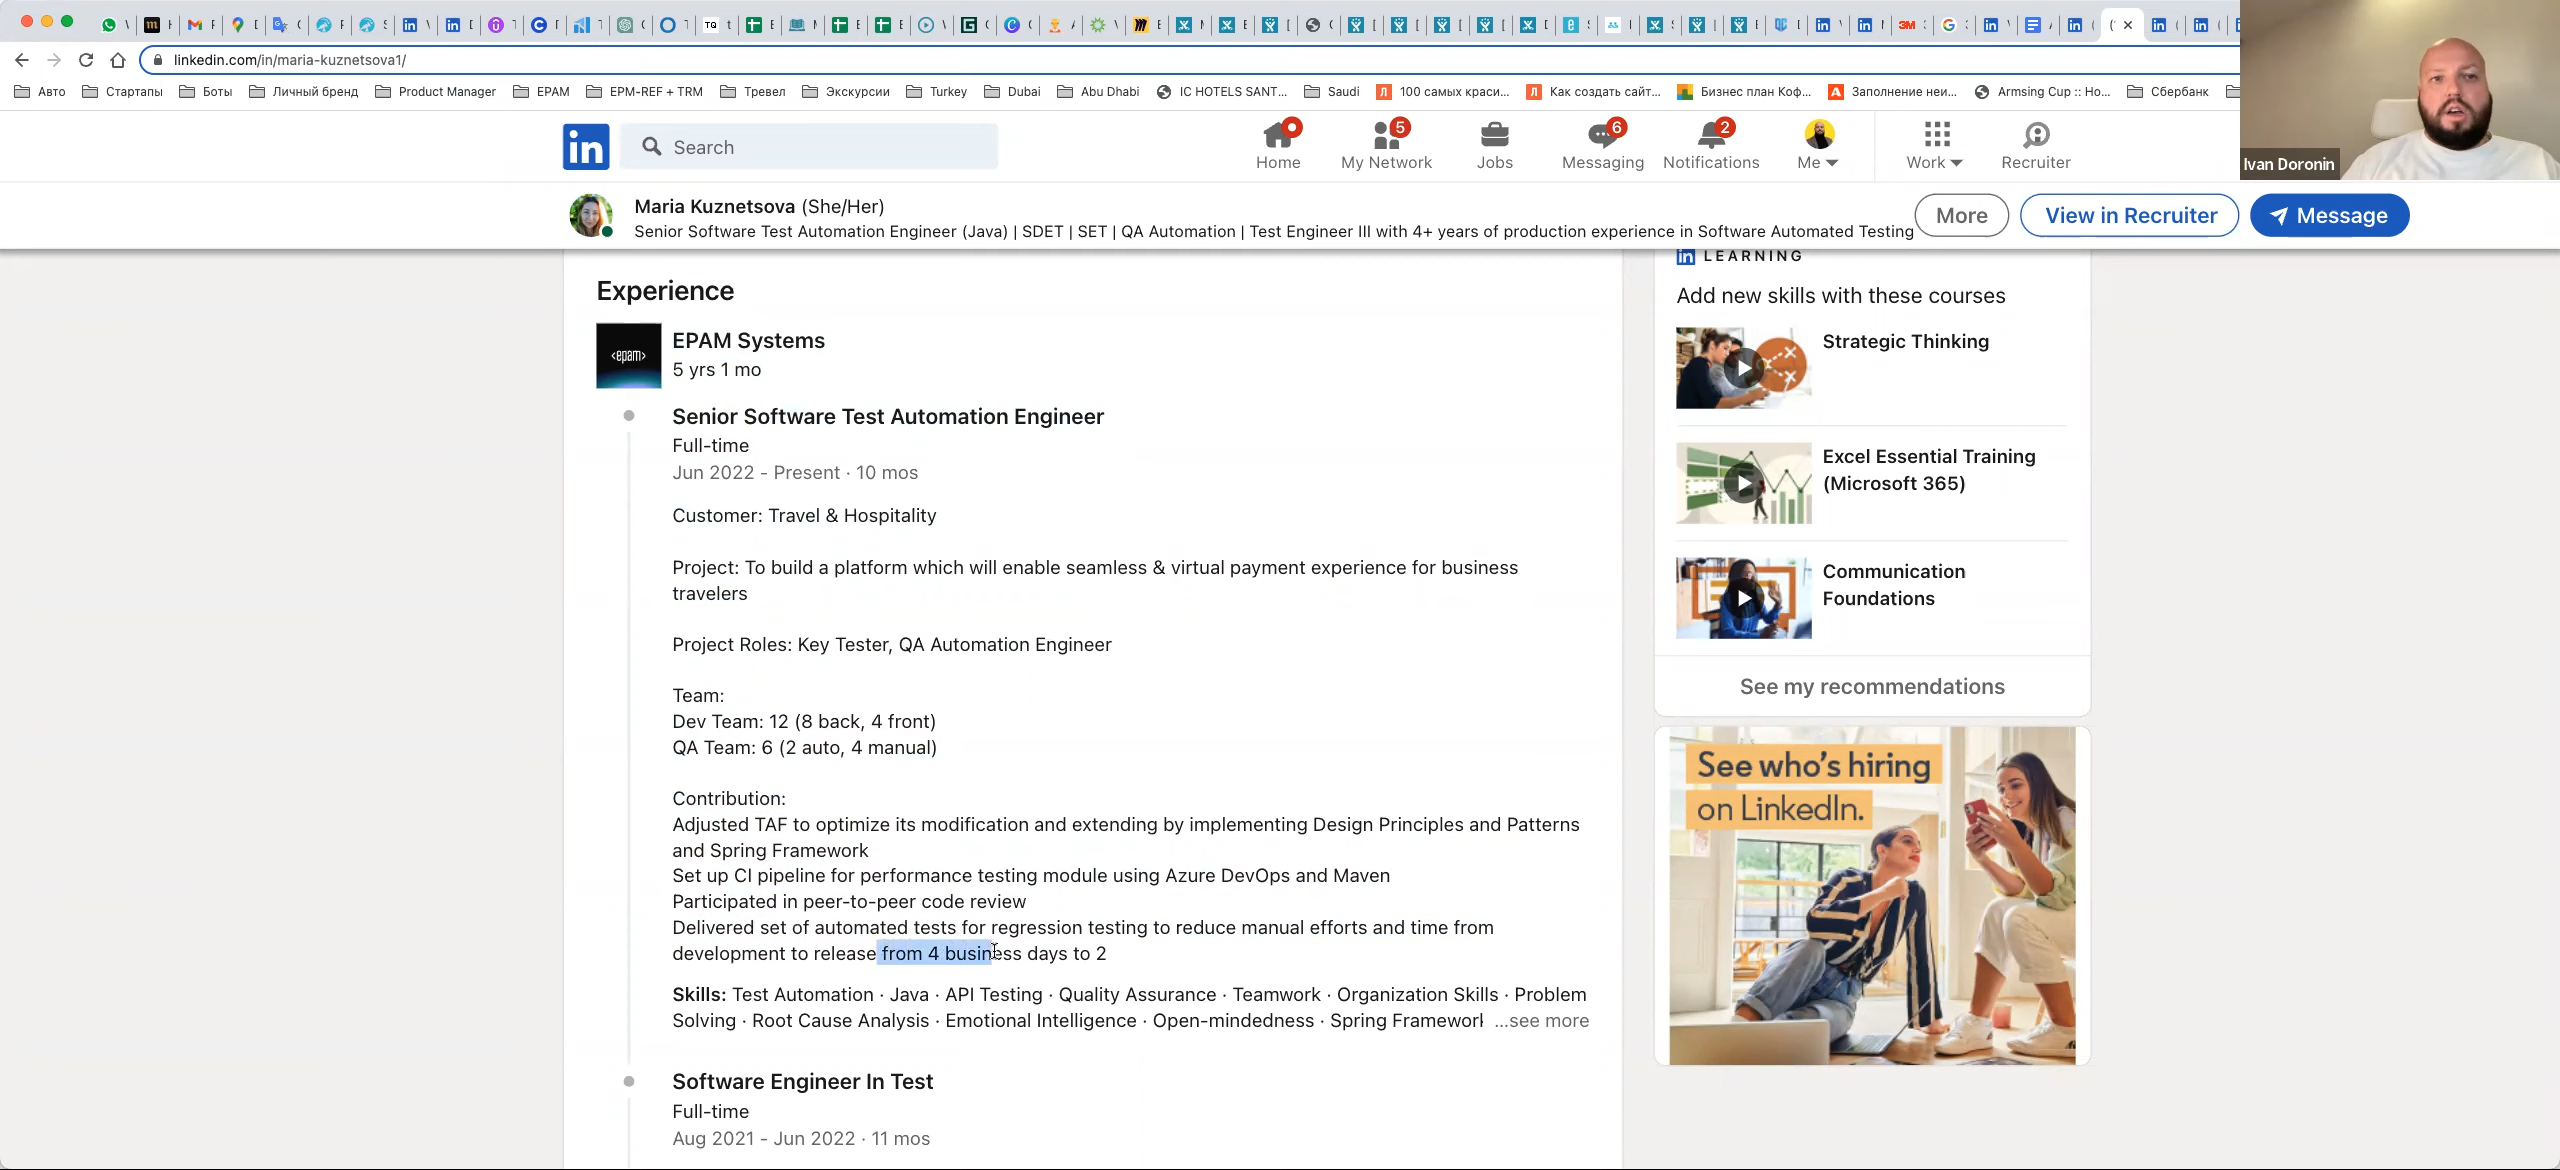 linkedin.com/in/maria-kuznetsova1/
Авто
Стартапы
Боты
Личный бренд
Product Manager
EPAM
EPM-REF + TRM
Тревел
Экскурсии
Turkey
Dubai
Abu Dhabi
IC HOTELS SANT...
Saudi
100 самых краси...
Как создать сайт...
Бизнес план Коф...
Заполнение неи...
Armsing Cup :: Ho...
Сбербанк
Ivan Doronin
in
Search
Home
5
My Network
Jobs
6
Messaging
2
Notifications
Me
Work
Recruiter
Maria Kuznetsova (She/Her)
Senior Software Test Automation Engineer (Java) | SDET | SET | QA Automation | Test Engineer III with 4+ years of production experience in Software Automated Testing
More
View in Recruiter
Message
Experience
<epam>
EPAM Systems
5 yrs 1 mo
Senior Software Test Automation Engineer
Full-time
Jun 2022 - Present · 10 mos
Customer: Travel & Hospitality
Project: To build a platform which will enable seamless & virtual payment experience for business
travelers
Project Roles: Key Tester, QA Automation Engineer
Team:
Dev Team: 12 (8 back, 4 front)
QA Team: 6 (2 auto, 4 manual)
Contribution:
Adjusted TAF to optimize its modification and extending by implementing Design Principles and Patterns
and Spring Framework
Set up CI pipeline for performance testing module using Azure DevOps and Maven
Participated in peer-to-peer code review
Delivered set of automated tests for regression testing to reduce manual efforts and time from
development to release from 4 business days to 2
Skills: Test Automation · Java · API Testing · Quality Assurance · Teamwork · Organization Skills · Problem
Solving · Root Cause Analysis · Emotional Intelligence · Open-mindedness · Spring Framework ...see more
Software Engineer In Test
Full-time
Aug 2021 - Jun 2022 · 11 mos
in LEARNING
Add new skills with these courses
Strategic Thinking
Excel Essential Training
(Microsoft 365)
Communication
Foundations
See my recommendations
See who's hiring
on LinkedIn.